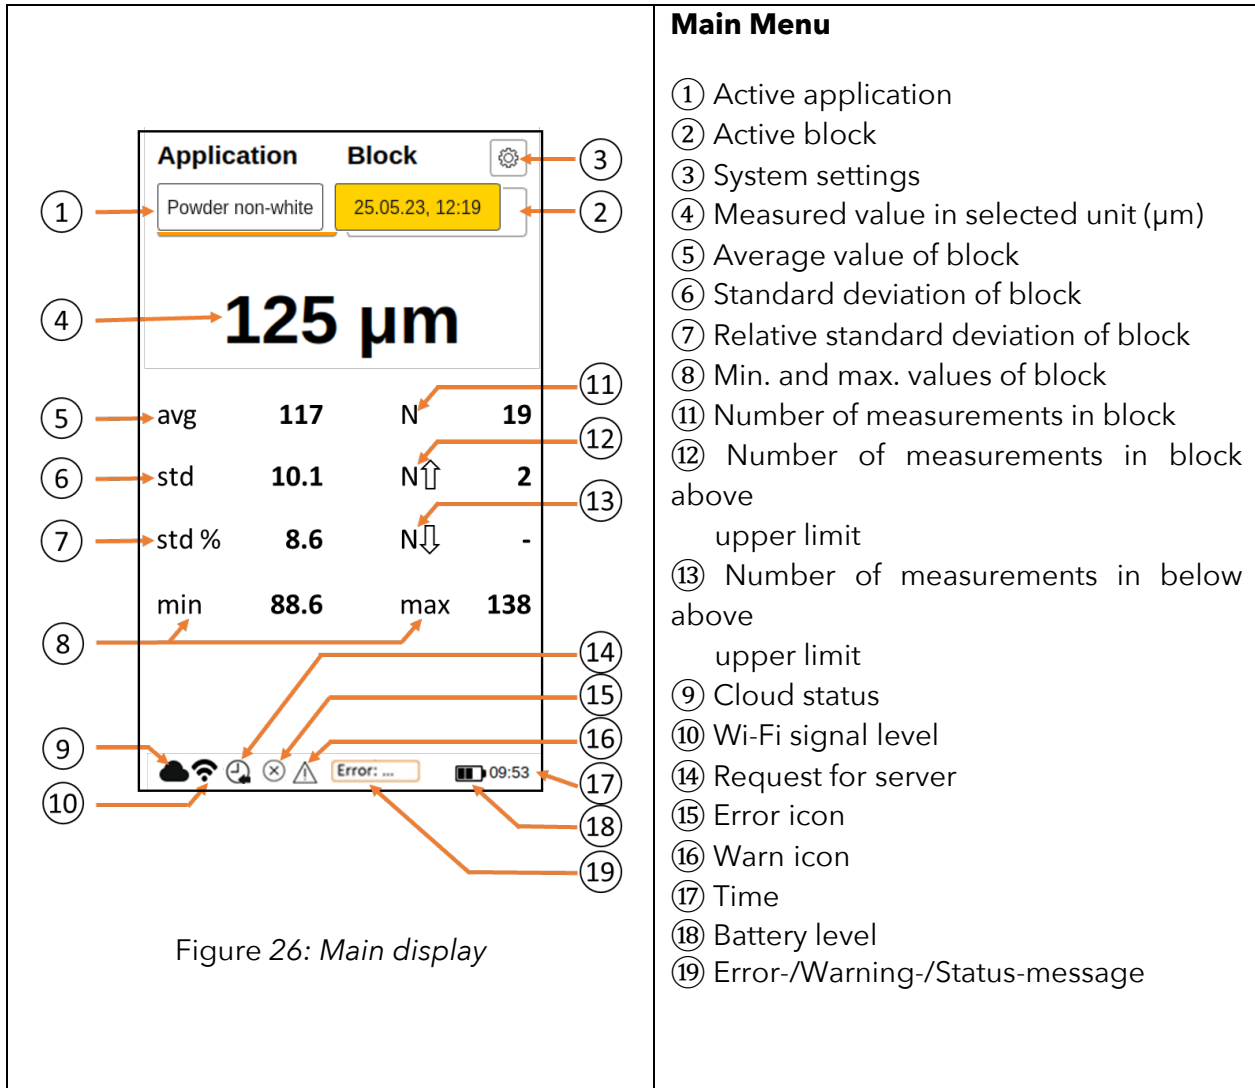 Application Block
Powder non-white 25.05.23, 12:19
125 µm
avg 117 N 19
std 10.1 N⇧ 2
std % 8.6 N⇩ -
min 88.6 max 138
Error: ... 09:53
① ② ③ ④ ⑤ ⑥ ⑦ ⑧ ⑨ ⑩ ⑪ ⑫ ⑬ ⑭ ⑮ ⑯ ⑰ ⑱ ⑲
Figure 26: Main display
Main Menu
① Active application
② Active block
③ System settings
④ Measured value in selected unit (µm)
⑤ Average value of block
⑥ Standard deviation of block
⑦ Relative standard deviation of block
⑧ Min. and max. values of block
⑪ Number of measurements in block
⑫ Number of measurements in block
above
upper limit
⑬ Number of measurements in below
above
upper limit
⑨ Cloud status
⑩ Wi-Fi signal level
⑭ Request for server
⑮ Error icon
⑯ Warn icon
⑰ Time
⑱ Battery level
⑲ Error-/Warning-/Status-message